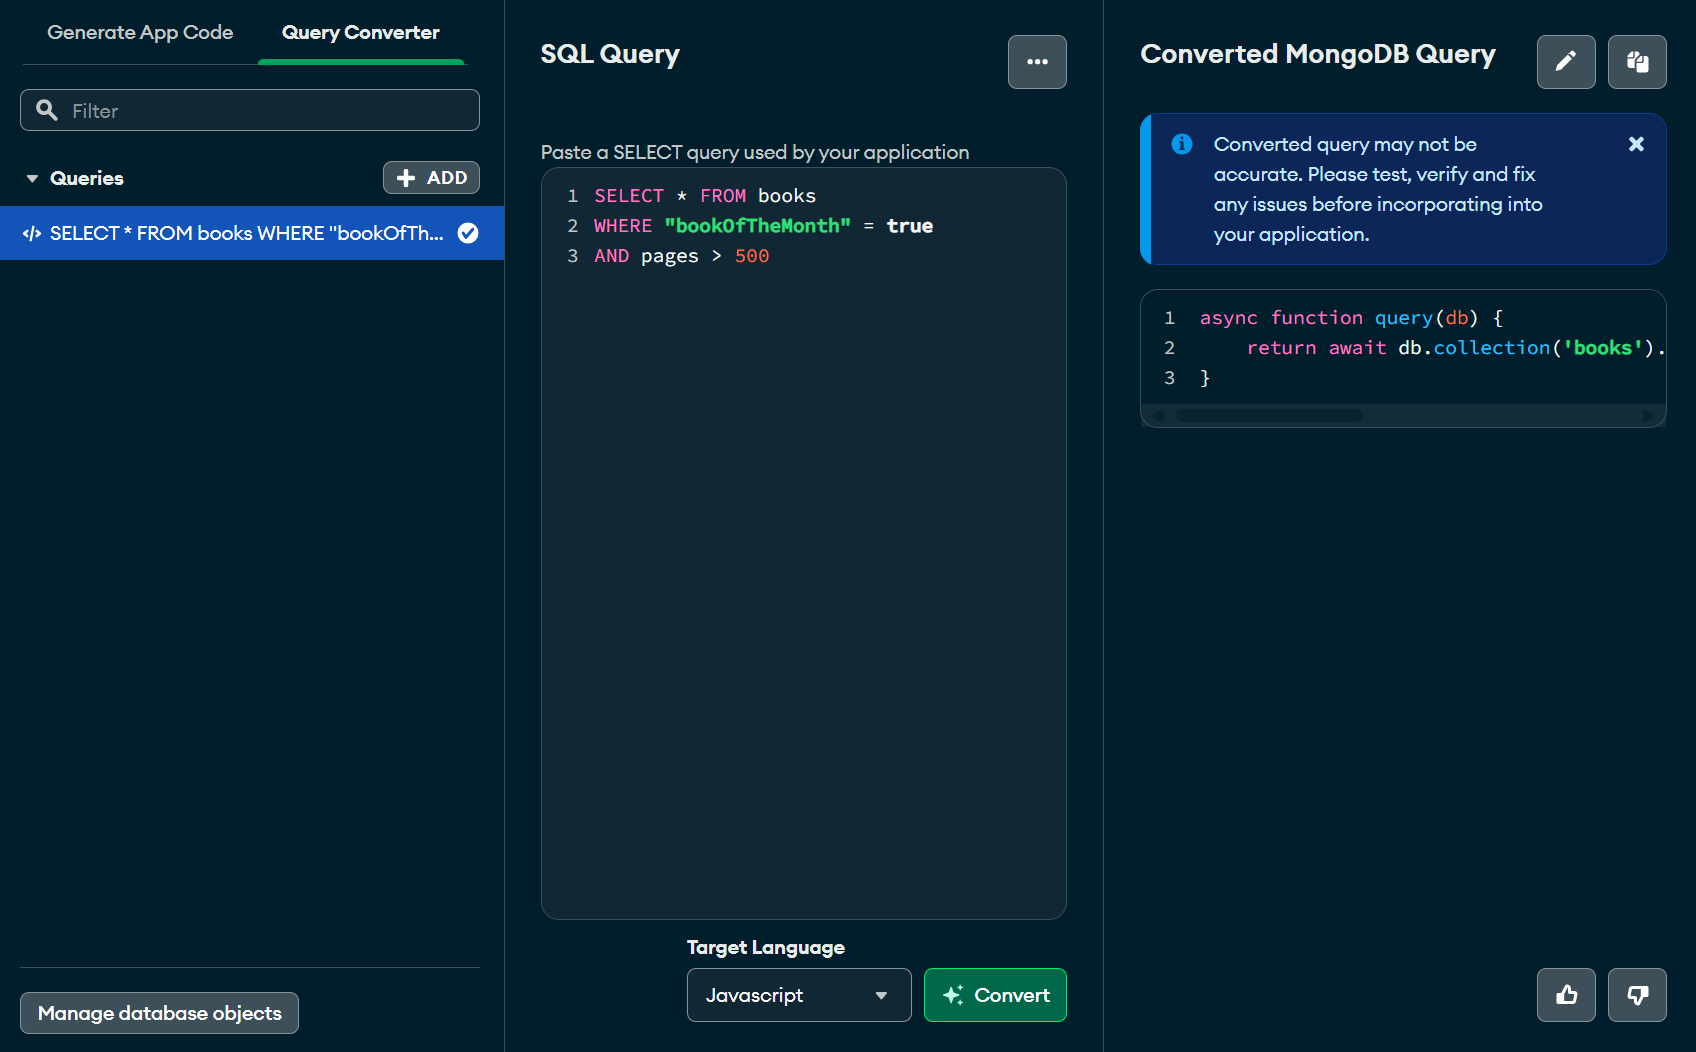 Generate App Code
Query Converter
Filter
Queries
ADD
SELECT * FROM books WHERE "bookOfTh...
Manage database objects
SQL Query
Paste a SELECT query used by your application
1 SELECT * FROM books
2 WHERE "bookOfTheMonth" = true
3 AND pages > 500
Target Language
Javascript
Convert
Converted MongoDB Query
Converted query may not be
accurate. Please test, verify and fix
any issues before incorporating into
your application.
1 async function query(db) {
2 return await db.collection('books').
3 }